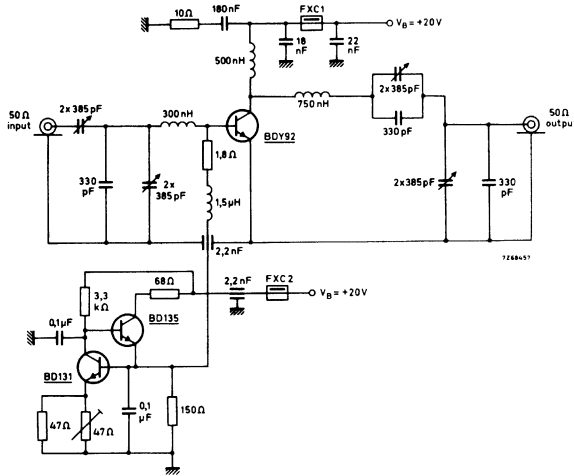 10Ω
180nF
FXC1
V_B = +20V
18
nF
22
nF
500nH
2x385pF
750nH
330pF
50Ω
input
2x385pF
300nH
BDY92
50Ω
output
1,8Ω
330
pF
2x
385pF
1,5µH
2x385pF
330
pF
2,2nF
7Z68457
68Ω
2,2nF
FXC2
V_B = +20V
3,3
kΩ
BD135
0,1µF
BD131
47Ω
47Ω
0,1
µF
150Ω